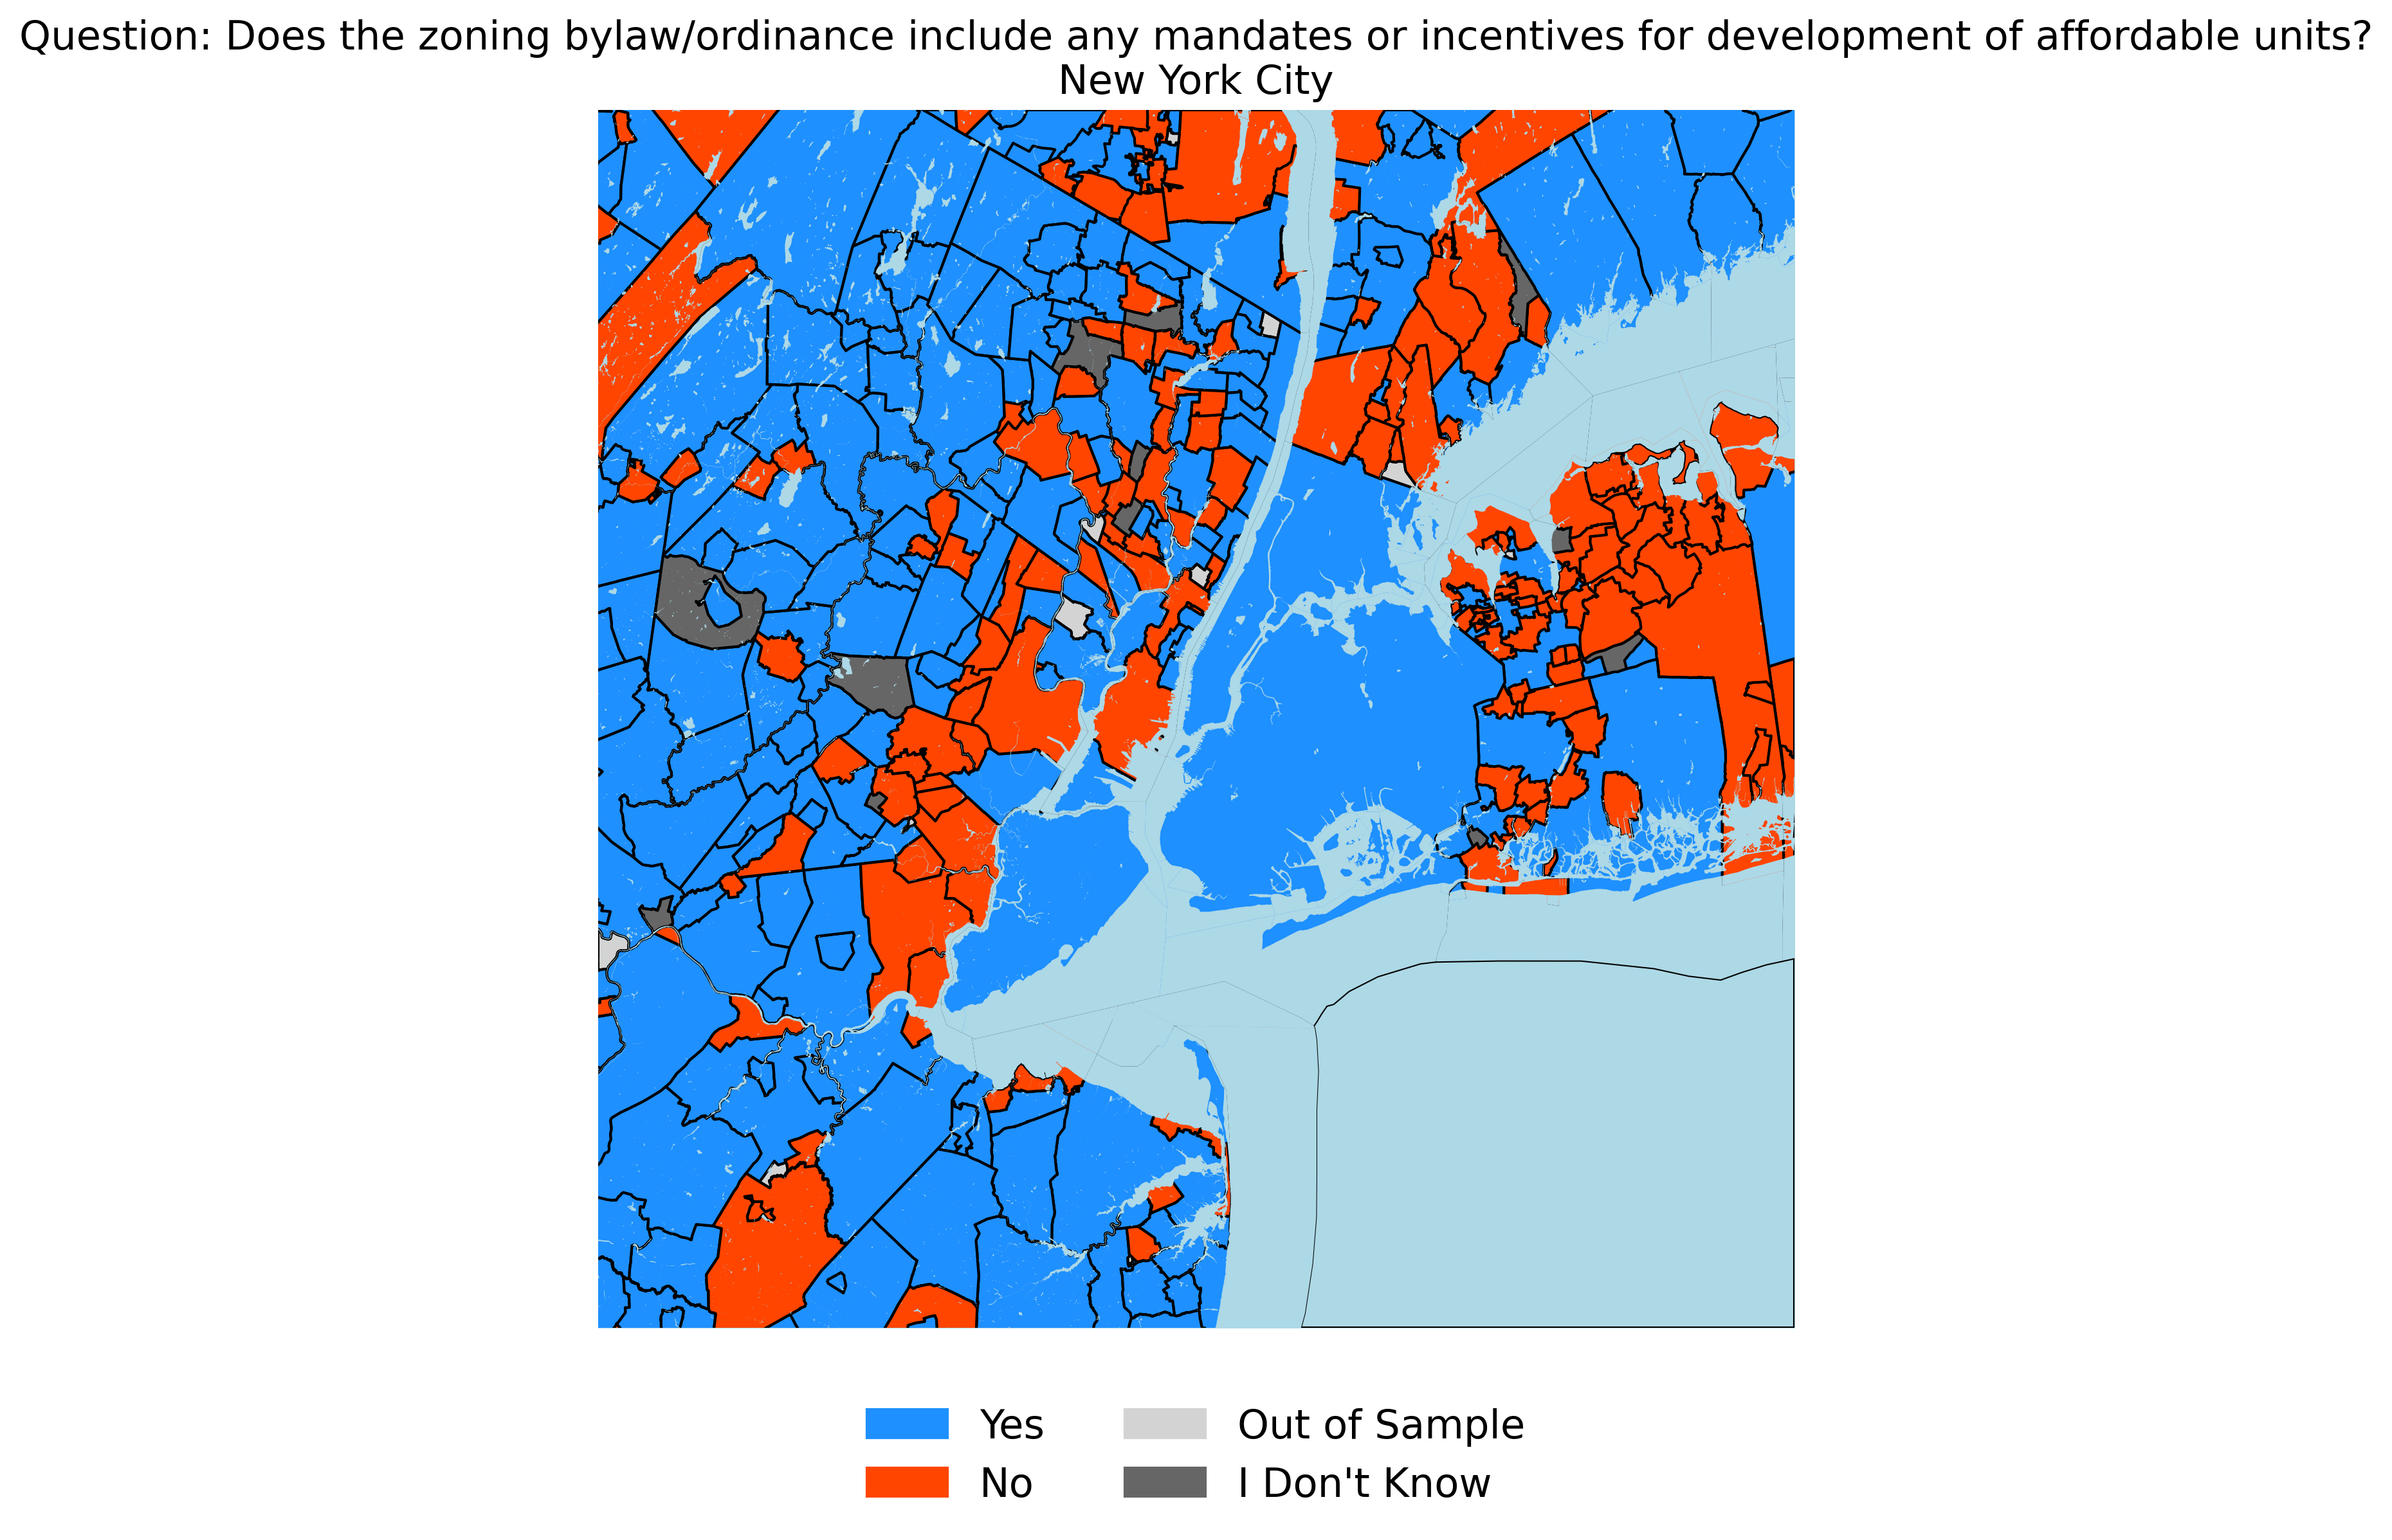 Question: Does the zoning bylaw/ordinance include any mandates or incentives for development of affordable units?
New York City
Yes
No
Out of Sample
I Don't Know